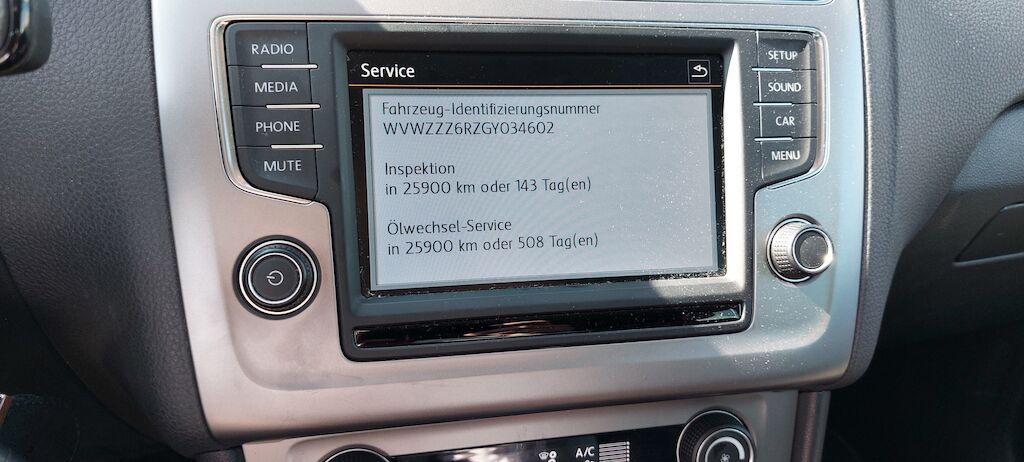 RADIO
MEDIA
PHONE
MUTE
Service
Fahrzeug-Identifizierungsnummer
WVWZZZ6RZGY034602
Inspektion
in 25900 km oder 143 Tag(en)
Ölwechsel-Service
in 25900 km oder 508 Tag(en)
SETUP
SOUND
CAR
MENU
A/C